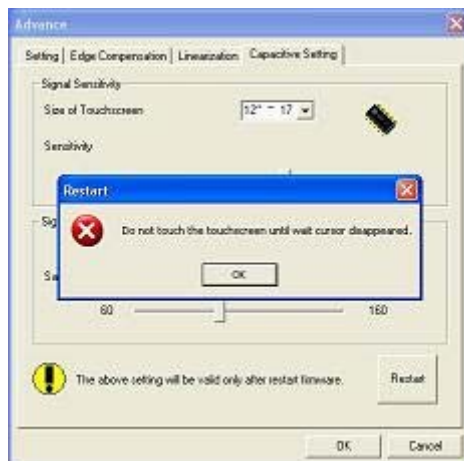 Advance
Setting Edge Compensation Linearization Capacitive Setting
Signal Sensitivity
Size of Touchscreen 12" ~ 17
Sensitivity
Restart
Do not touch the touchscreen until wait cursor disappeared.
OK
60 160
The above setting will be valid only after restart firmware.
Restart
OK Cancel